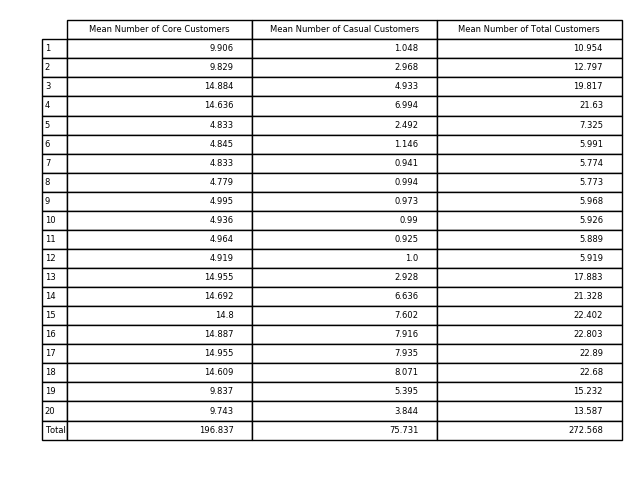 Mean Number of Core Customers Mean Number of Casual Customers Mean Number of Total Customers
1 9.906 1.048 10.954
2 9.829 2.968 12.797
3 14.884 4.933 19.817
4 14.636 6.994 21.63
5 4.833 2.492 7.325
6 4.845 1.146 5.991
7 4.833 0.941 5.774
8 4.779 0.994 5.773
9 4.995 0.973 5.968
10 4.936 0.99 5.926
11 4.964 0.925 5.889
12 4.919 1.0 5.919
13 14.955 2.928 17.883
14 14.692 6.636 21.328
15 14.8 7.602 22.402
16 14.887 7.916 22.803
17 14.955 7.935 22.89
18 14.609 8.071 22.68
19 9.837 5.395 15.232
20 9.743 3.844 13.587
Total 196.837 75.731 272.568